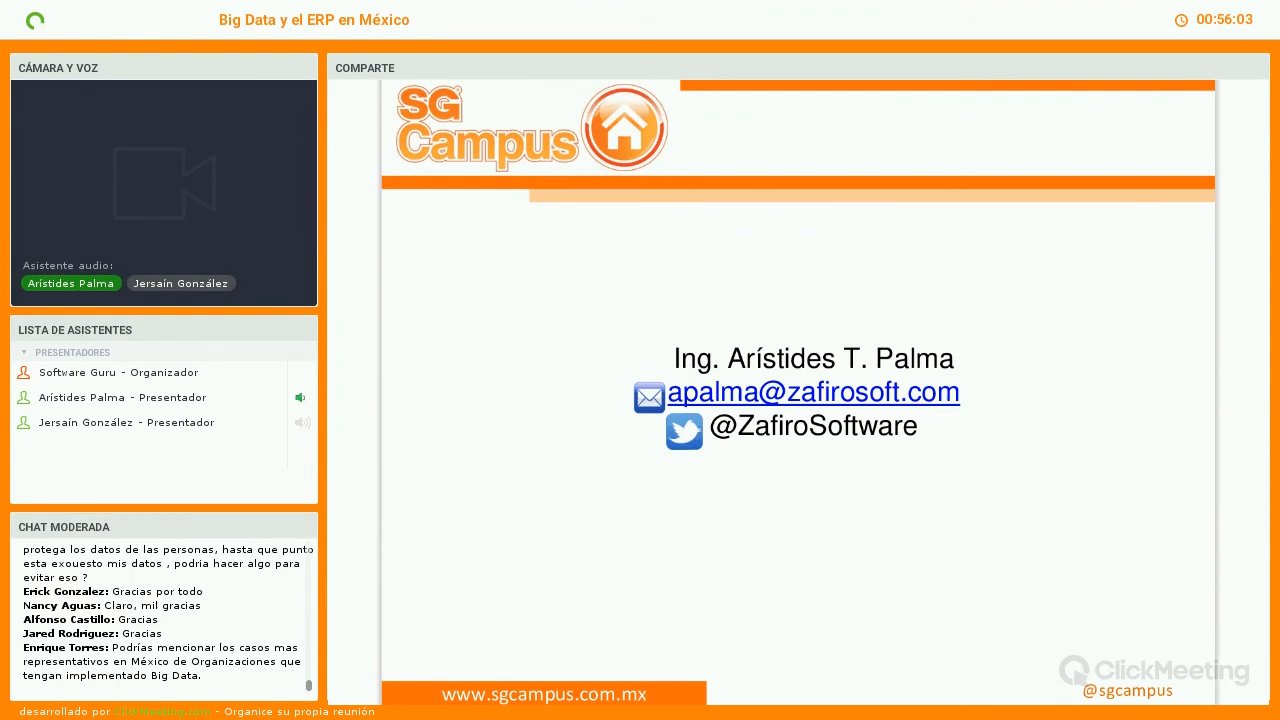 Big Data y el ERP en México
00:56:03
CÁMARA Y VOZ
Asistente audio:
Arístides Palma
Jersaín González
LISTA DE ASISTENTES
PRESENTADORES
Software Guru - Organizador
Arístides Palma - Presentador
Jersaín González - Presentador
CHAT MODERADA
protega los datos de las personas, hasta que punto
esta exouesto mis datos , podria hacer algo para
evitar eso ?
Erick Gonzalez: Gracias por todo
Nancy Aguas: Claro, mil gracias
Alfonso Castillo: Gracias
Jared Rodriguez: Gracias
Enrique Torres: Podrías mencionar los casos mas
representativos en México de Organizaciones que
tengan implementado Big Data.
desarrollado por ClickMeeting.com - Organice su propia reunión
COMPARTE
SG
Campus
Ing. Arístides T. Palma
apalma@zafirosoft.com
@ZafiroSoftware
ClickMeeting
www.sgcampus.com.mx
@sgcampus